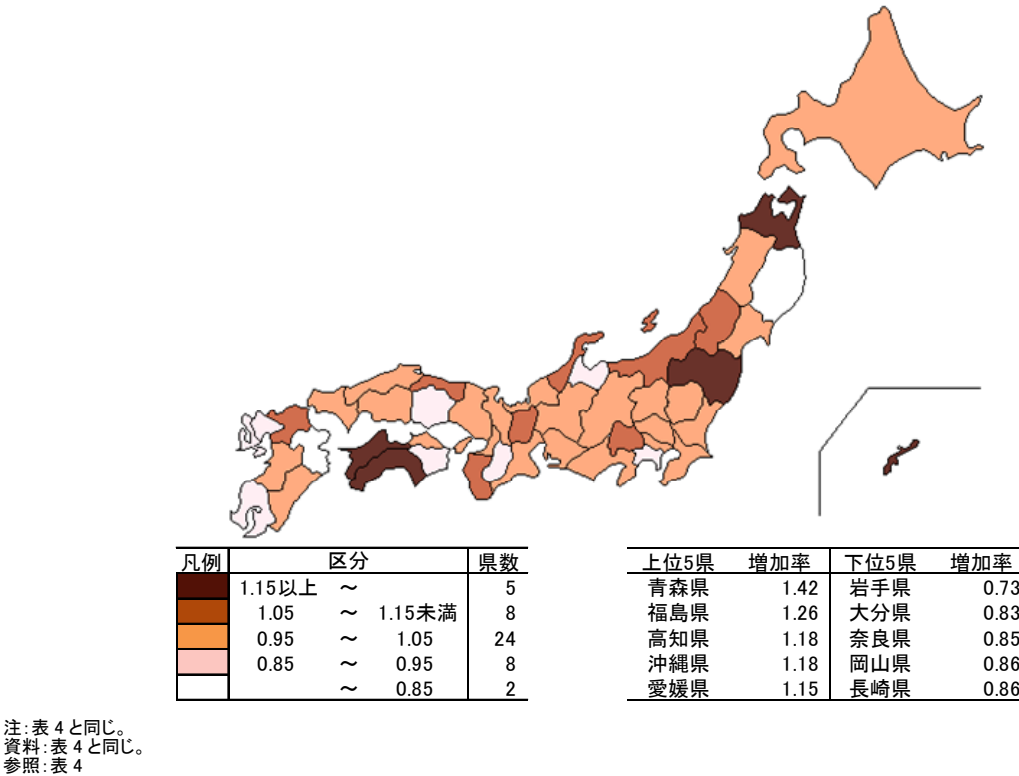 凡例 区分 県数 上位5県 増加率 下位5県 増加率
1.15以上 ～ 5 青森県 1.42 岩手県 0.73
1.05 ～ 1.15未満 8 福島県 1.26 大分県 0.83
0.95 ～ 1.05 24 高知県 1.18 奈良県 0.85
0.85 ～ 0.95 8 沖縄県 1.18 岡山県 0.86
～ 0.85 2 愛媛県 1.15 長崎県 0.86
注：表４と同じ。
資料：表４と同じ。
参照：表４